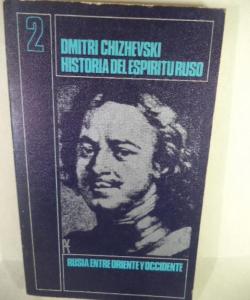 2
DMITRI CHIZHEVSKI
HISTORIA DEL ESPIRITU RUSO
RUSIA ENTRE ORIENTE Y OCCIDENTE